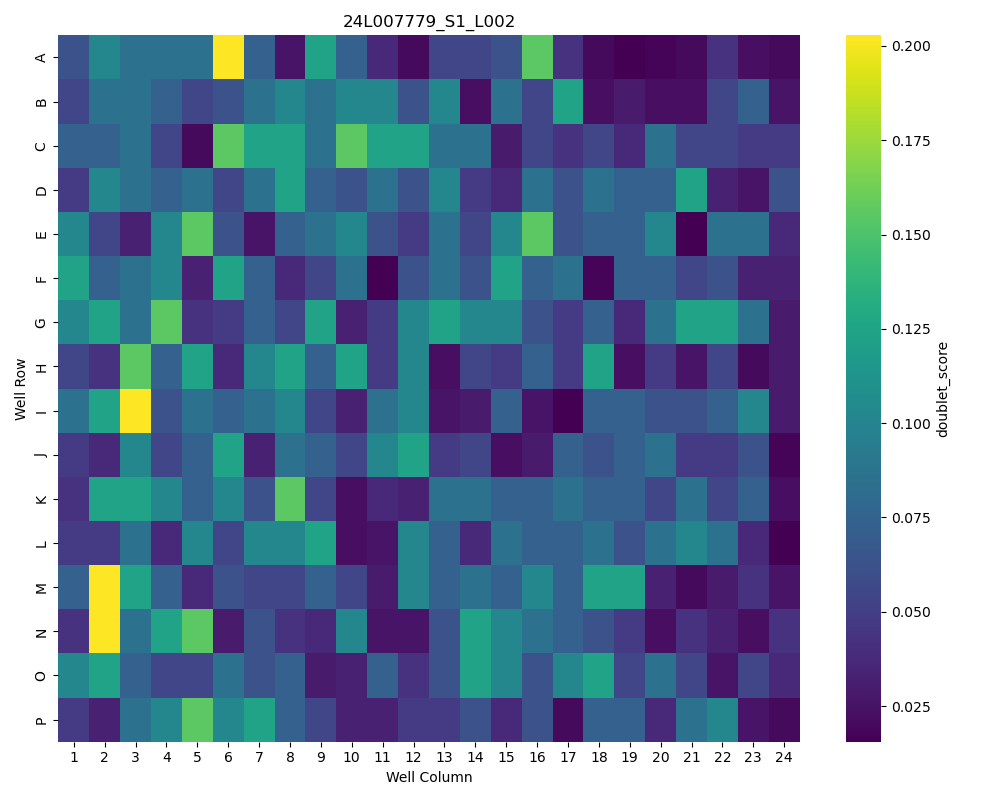 24L007779_S1_L002
Well Row
A
B
C
D
E
F
G
H
I
J
K
L
M
N
O
P
1 2 3 4 5 6 7 8 9 10 11 12 13 14 15 16 17 18 19 20 21 22 23 24
Well Column
0.200
0.175
0.150
0.125
0.100
0.075
0.050
0.025
doublet_score